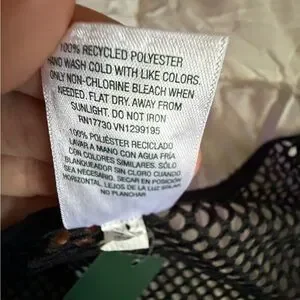 100% RECYCLED POLYESTER
HAND WASH COLD WITH LIKE COLORS.
ONLY NON-CHLORINE BLEACH WHEN
NEEDED. FLAT DRY. AWAY FROM
SUNLIGHT. DO NOT IRON
RN17730 VN1299195
100% POLIÉSTER RECICLADO
LAVAR A MANO CON AGUA FRÍA
CON COLORES SIMILARES. SÓLO
BLANQUEADOR SIN CLORO CUANDO
SEA NECESARIO. SECAR EN POSICIÓN
HORIZONTAL, LEJOS DE LA LUZ SOLAR.
NO PLANCHAR.